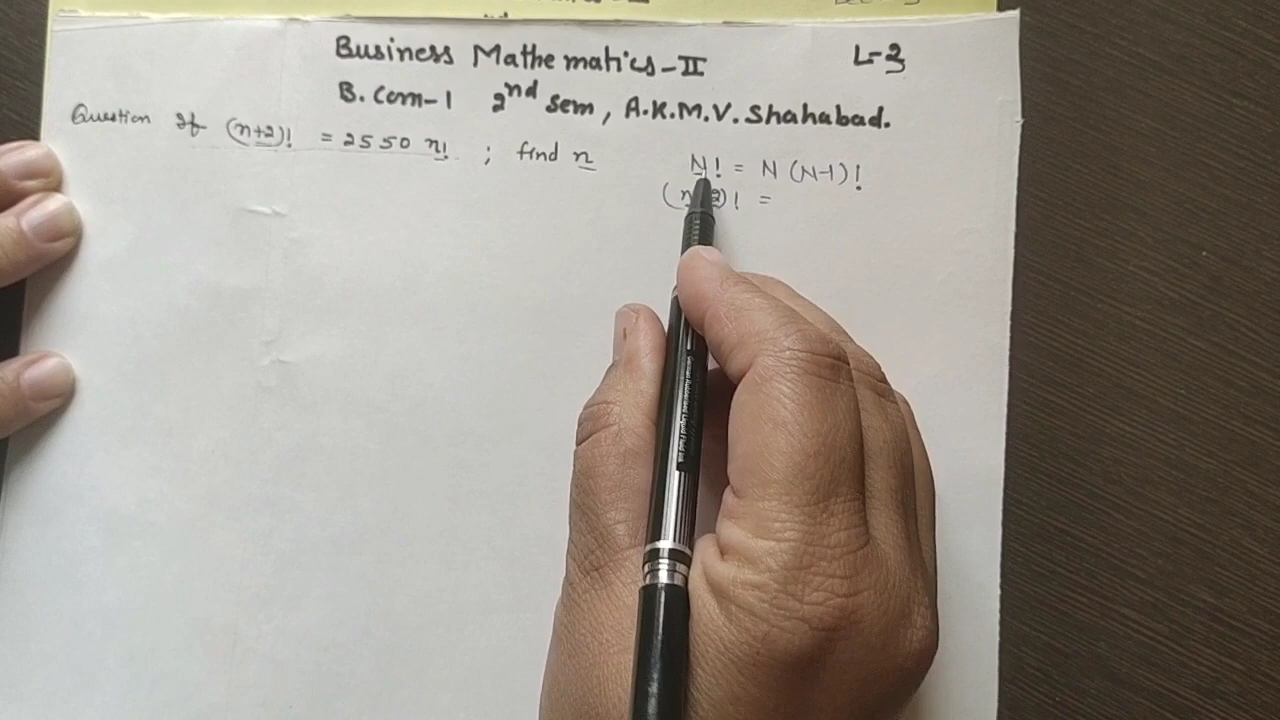 Business Mathematics-II L-3
B. Com-1 2nd sem, A.K.M.V. Shahabad.
Question If (n+2)! = 2550 n! ; find n
N! = N (N-1)!
(n+2)! =